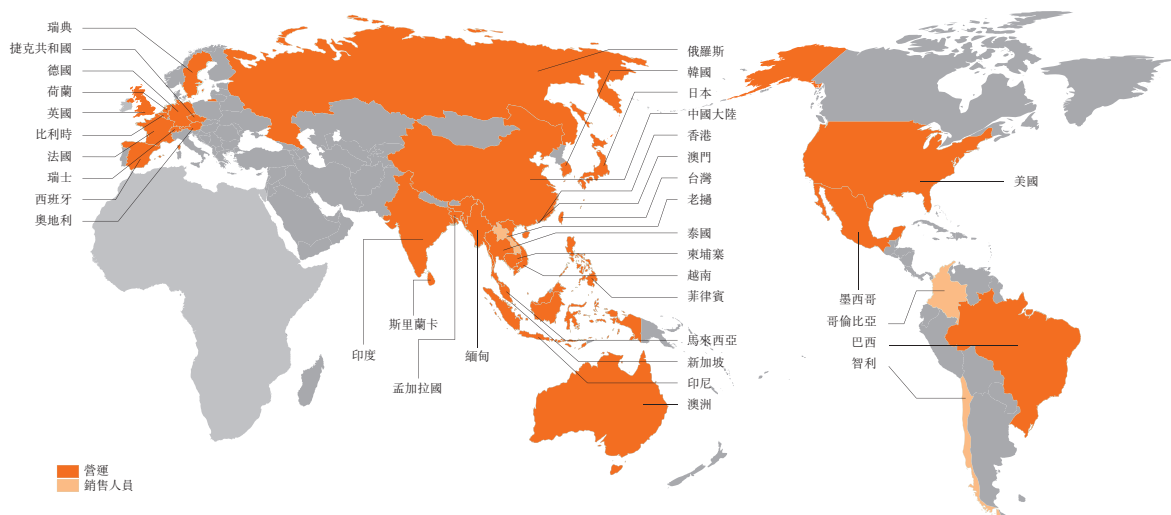 瑞典
捷克共和國
德國
荷蘭
英國
比利時
法國
瑞士
西班牙
奧地利
俄羅斯
韓國
日本
中國大陸
香港
澳門
台灣
老撾
泰國
柬埔寨
越南
菲律賓
馬來西亞
新加坡
印尼
澳洲
斯里蘭卡
印度
緬甸
孟加拉國
美國
墨西哥
哥倫比亞
巴西
智利
營運
銷售人員